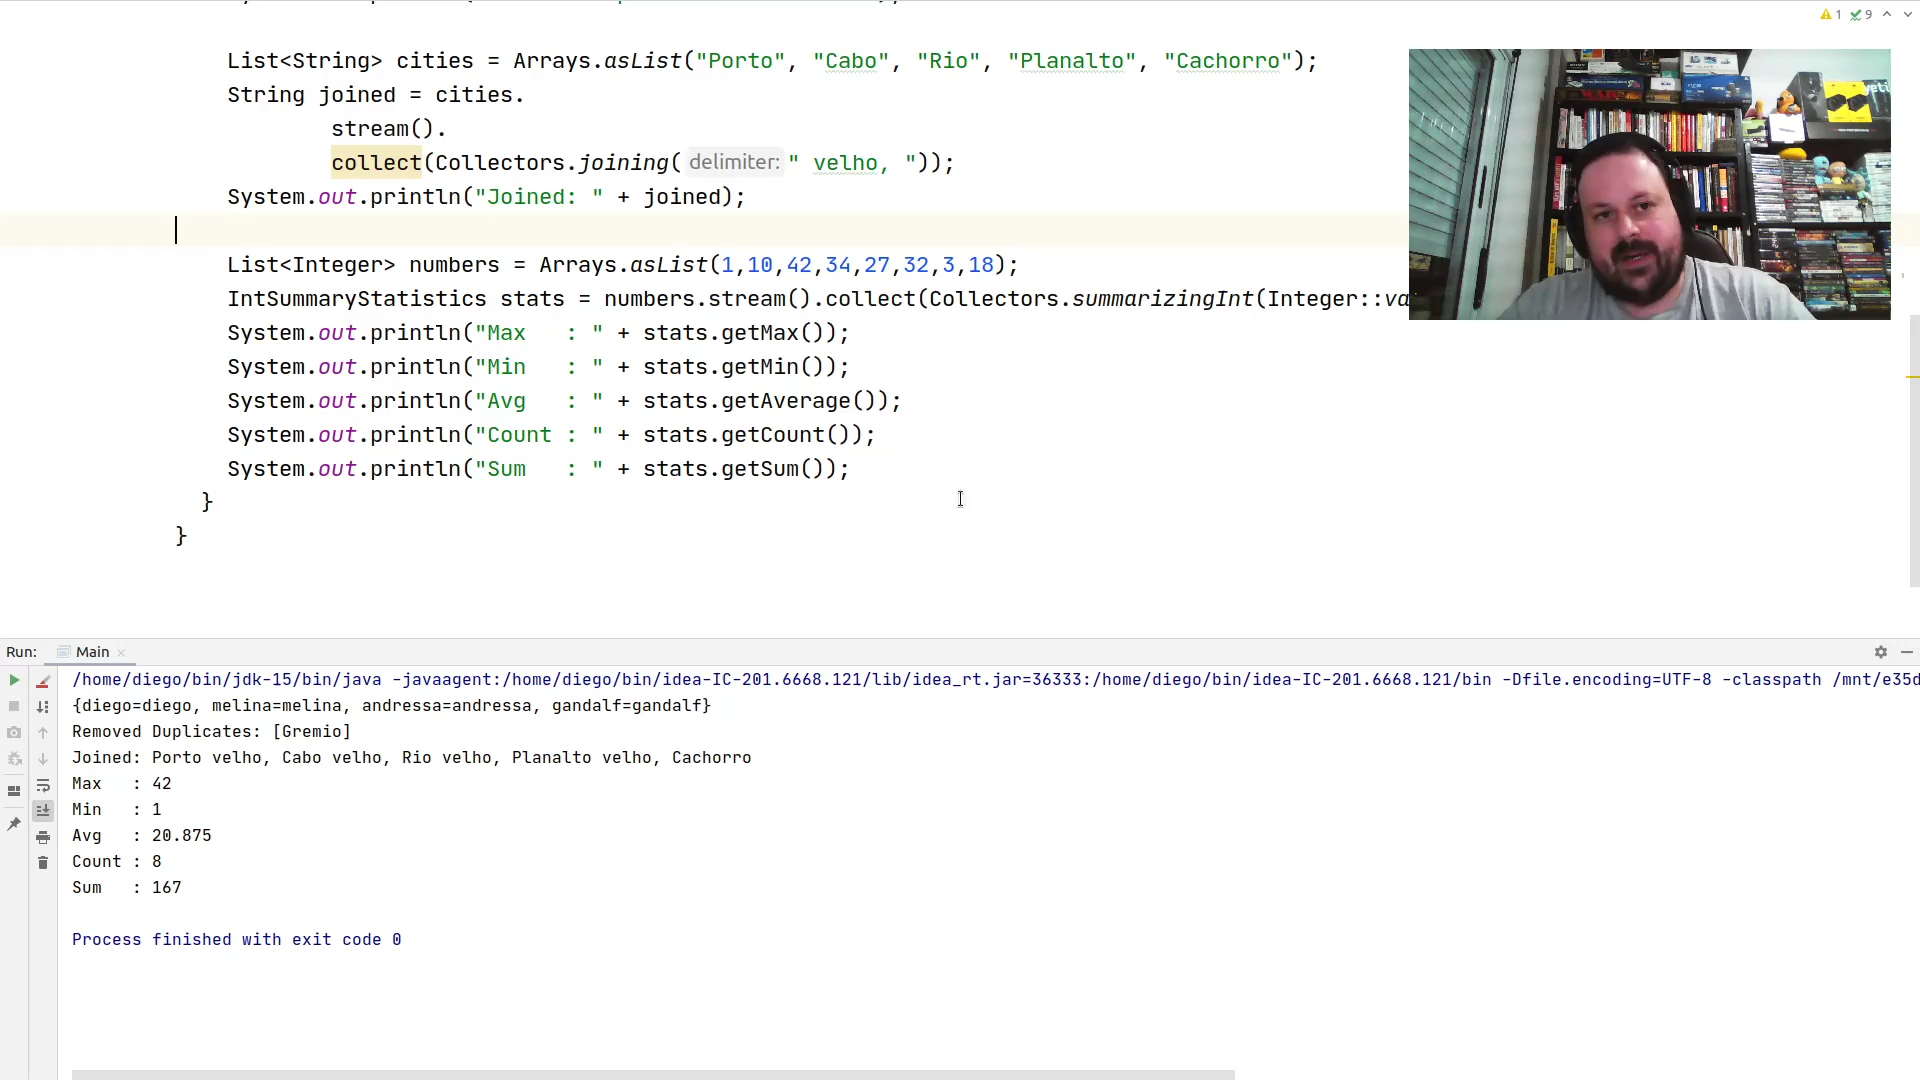 1 9
List<String> cities = Arrays.asList("Porto", "Cabo", "Rio", "Planalto", "Cachorro");
String joined = cities.
stream().
collect(Collectors.joining( delimiter: " velho, "));
System.out.println("Joined: " + joined);
List<Integer> numbers = Arrays.asList(1,10,42,34,27,32,3,18);
IntSummaryStatistics stats = numbers.stream().collect(Collectors.summarizingInt(Integer::va
System.out.println("Max   : " + stats.getMax());
System.out.println("Min   : " + stats.getMin());
System.out.println("Avg   : " + stats.getAverage());
System.out.println("Count : " + stats.getCount());
System.out.println("Sum   : " + stats.getSum());
}
}
Run: Main
/home/diego/bin/jdk-15/bin/java -javaagent:/home/diego/bin/idea-IC-201.6668.121/lib/idea_rt.jar=36333:/home/diego/bin/idea-IC-201.6668.121/bin -Dfile.encoding=UTF-8 -classpath /mnt/e35d
{diego=diego, melina=melina, andressa=andressa, gandalf=gandalf}
Removed Duplicates: [Gremio]
Joined: Porto velho, Cabo velho, Rio velho, Planalto velho, Cachorro
Max   : 42
Min   : 1
Avg   : 20.875
Count : 8
Sum   : 167
Process finished with exit code 0